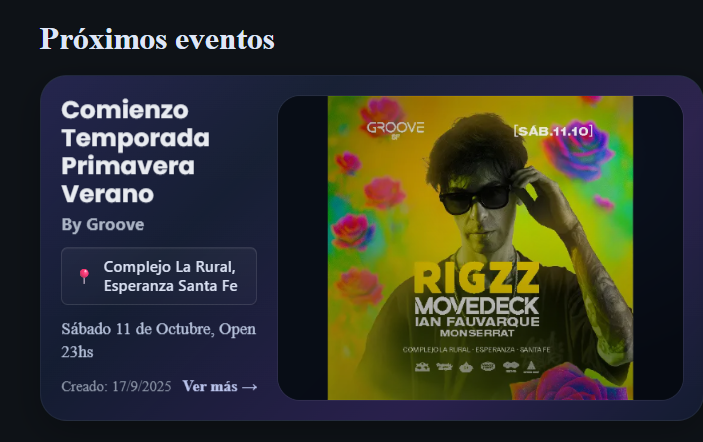 Próximos eventos
Comienzo
Temporada
Primavera
Verano
By Groove
Complejo La Rural,
Esperanza Santa Fe
Sábado 11 de Octubre, Open
23hs
Creado: 17/9/2025 Ver más →
GROOVE
[SÁB.11.10]
RIGZZ
MOVEDECK
IAN FAUVARQUE
MONSERRAT
COMPLEJO LA RURAL · ESPERANZA · SANTA FE